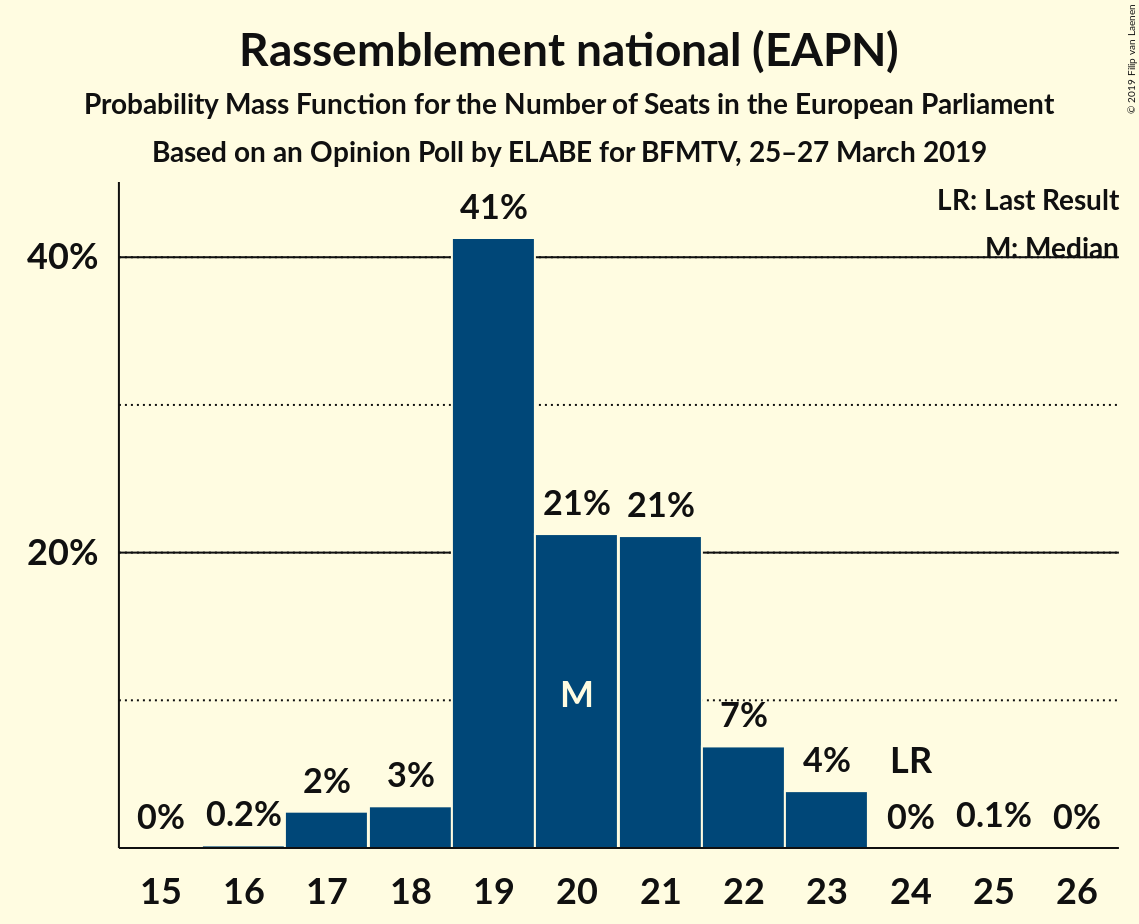 Rassemblement national (EAPN)
Probability Mass Function for the Number of Seats in the European Parliament
Based on an Opinion Poll by ELABE for BFMTV, 25–27 March 2019
© 2019 Filip van Laenen
LR: Last Result
M: Median
40%
20%
0% 0.2% 2% 3% 41% 21% 21% 7% 4% 0% 0.1% 0%
M
LR
15 16 17 18 19 20 21 22 23 24 25 26